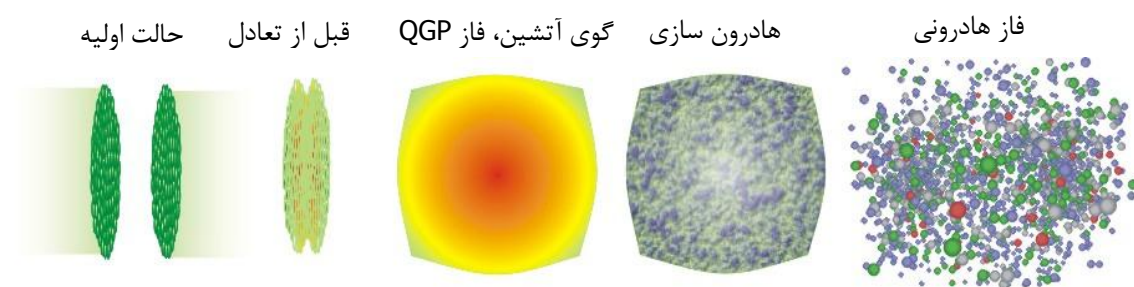 حالت اولیه
قبل از تعادل
گوی آتشین، فاز QGP
هادرون سازی
فاز هادرونی